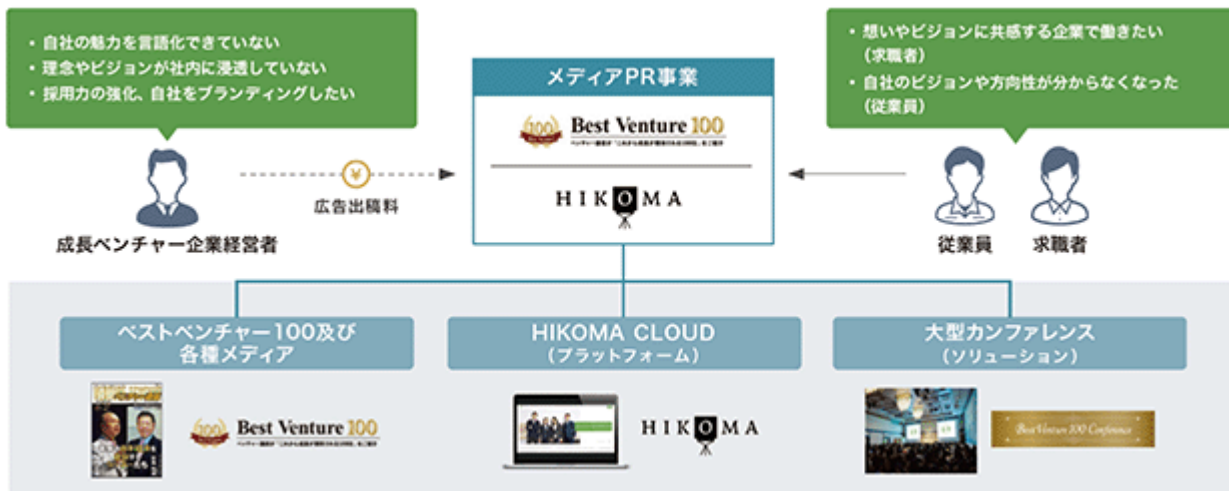 • 自社の魅力を言語化できていない
• 理念やビジョンが社内に浸透していない
• 採用力の強化、自社をブランディングしたい
• 想いやビジョンに共感する企業で働きたい
（求職者）
• 自社のビジョンや方向性が分からなくなった
（従業員）
メディアPR事業
100
Best Venture 100
HIKOMA
¥
広告出稿料
成長ベンチャー企業経営者
従業員
求職者
ベストベンチャー100及び
各種メディア
HIKOMA CLOUD
（プラットフォーム）
大型カンファレンス
（ソリューション）
Best Venture 100
HIKOMA
Best Venture 100 Conference